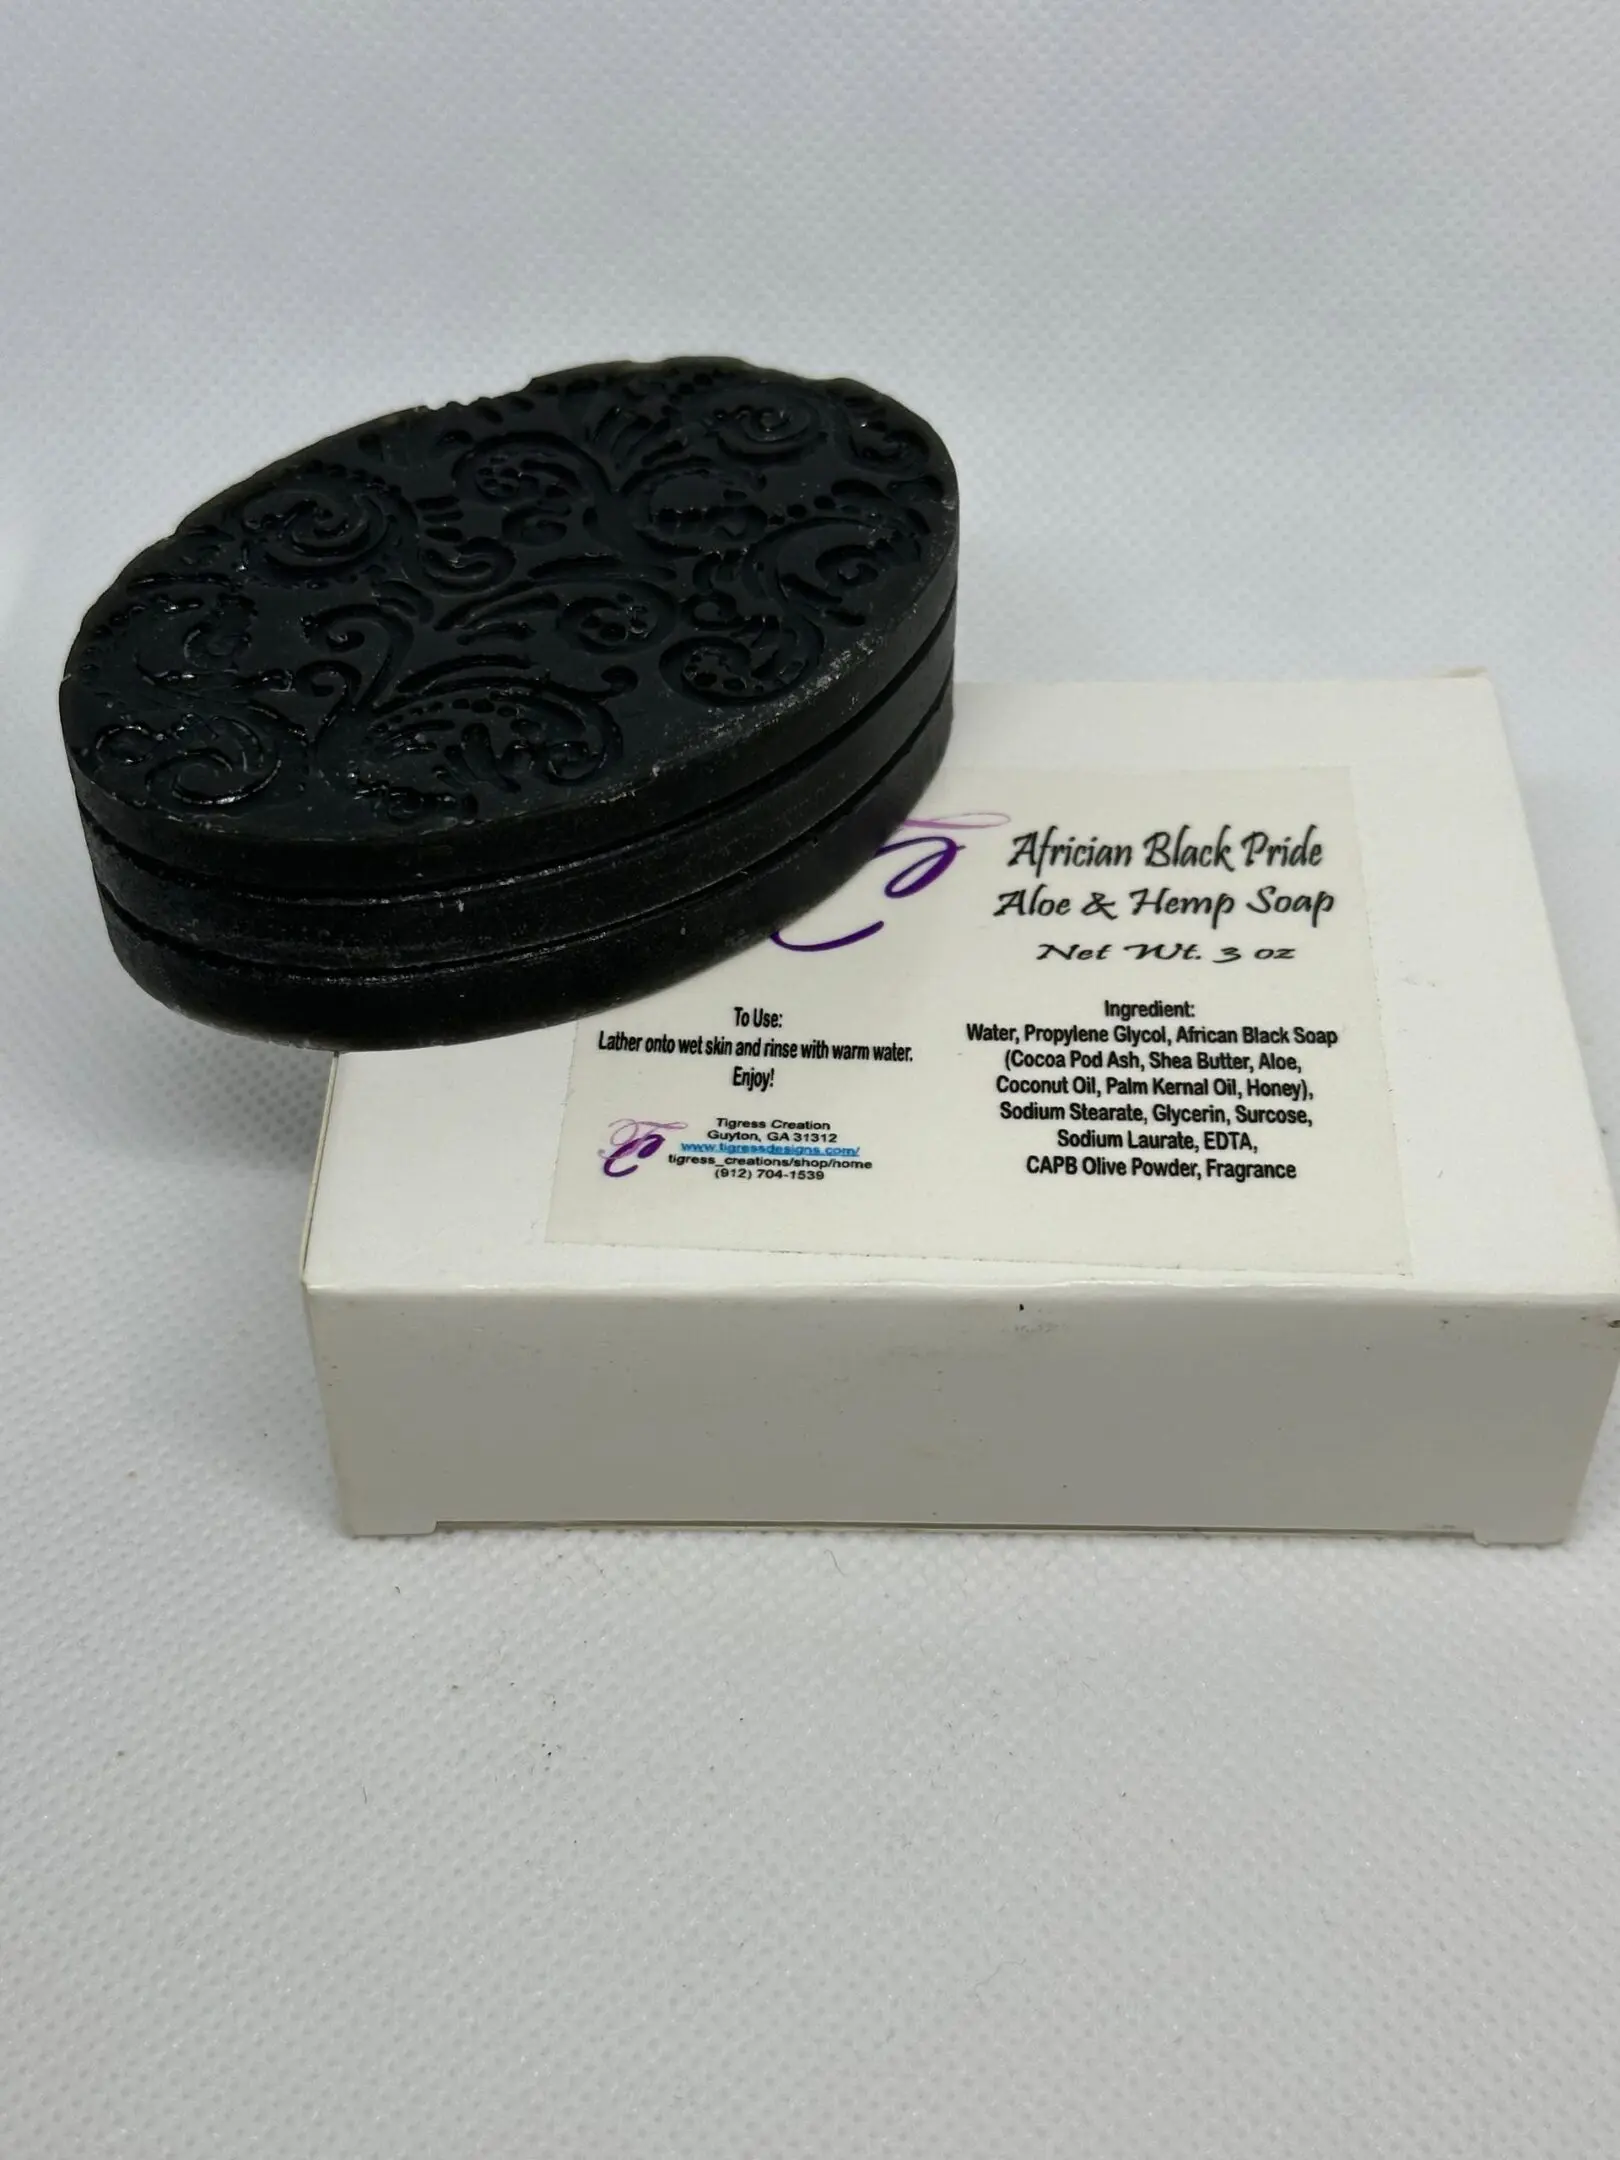 Africian Black Pride
Aloe & Hemp Soap
Net Wt. 3 oz
To Use:
Lather onto wet skin and rinse with warm water.
Enjoy!
Tigress Creation
Guyton, GA 31312
www.tigressdesigns.com/
tigress_creations/shop/home
(912) 704-1539
Ingredient:
Water, Propylene Glycol, African Black Soap
(Cocoa Pod Ash, Shea Butter, Aloe,
Coconut Oil, Palm Kernal Oil, Honey),
Sodium Stearate, Glycerin, Surcose,
Sodium Laurate, EDTA,
CAPB Olive Powder, Fragrance